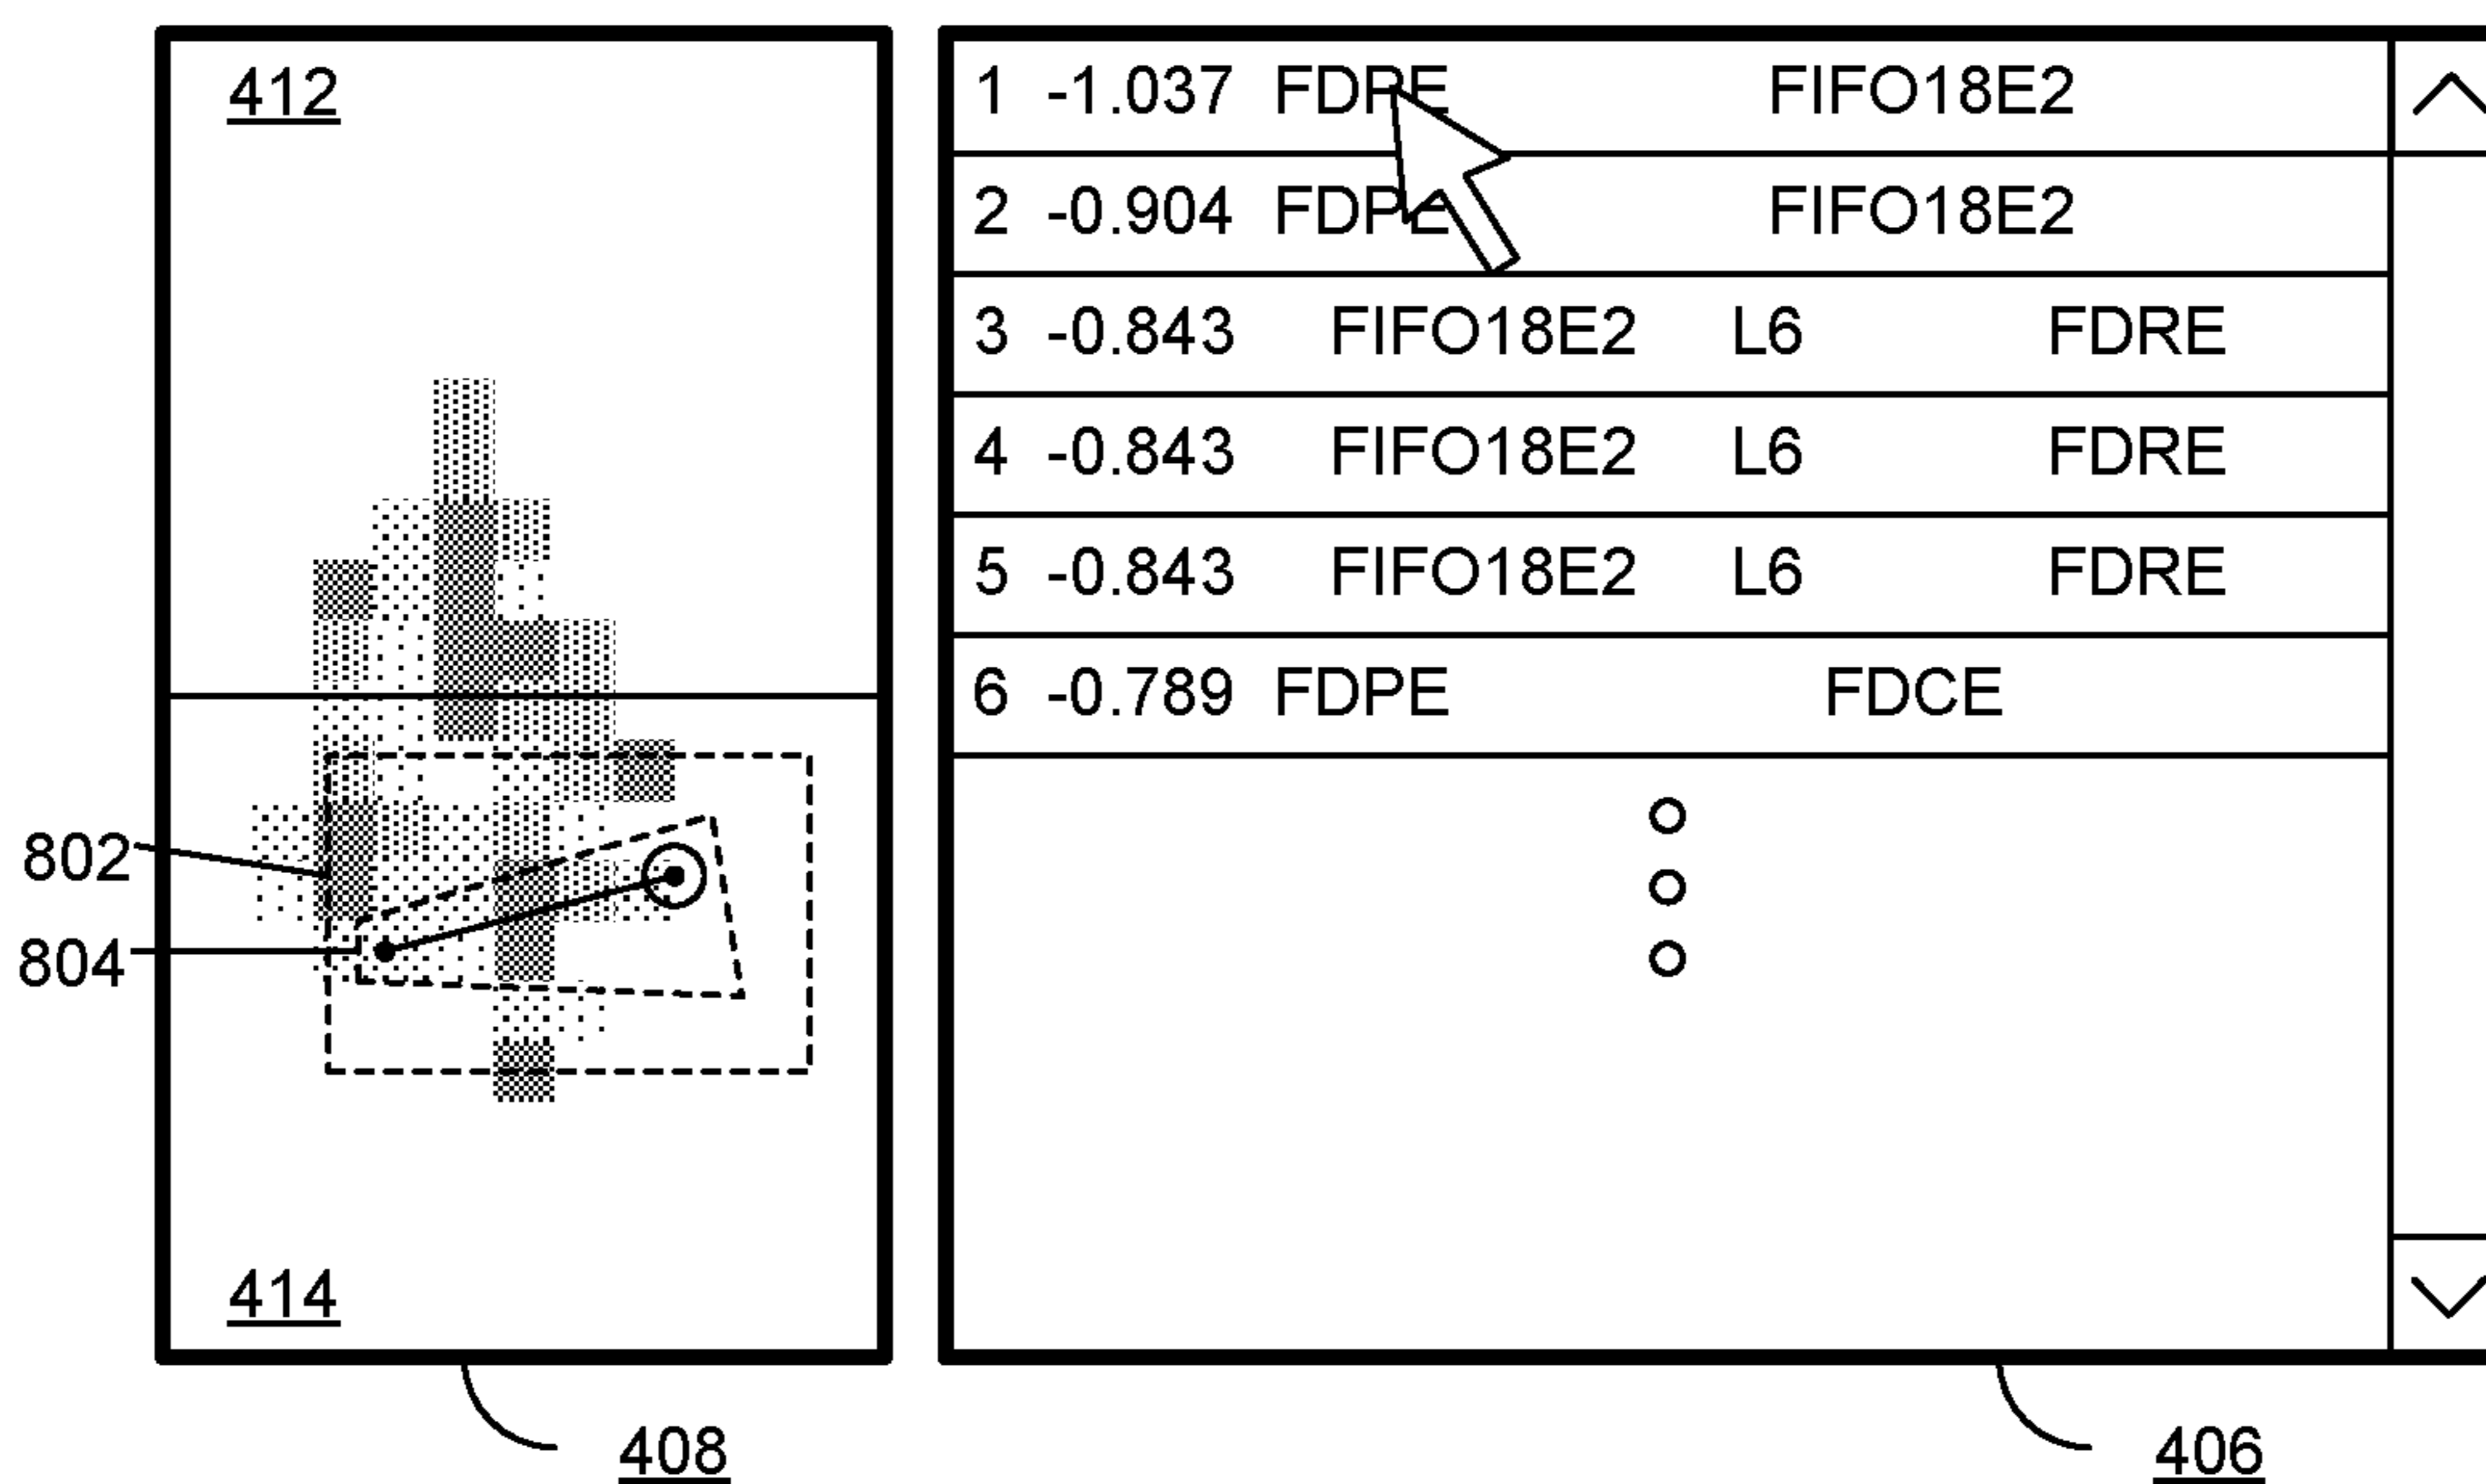 412
1 -1.037 FDPE FIFO18E2
2 -0.904 FDPE FIFO18E2
3 -0.843 FIFO18E2 L6 FDRE
4 -0.843 FIFO18E2 L6 FDRE
5 -0.843 FIFO18E2 L6 FDRE
6 -0.789 FDPE FDCE
802
804
414
408
406